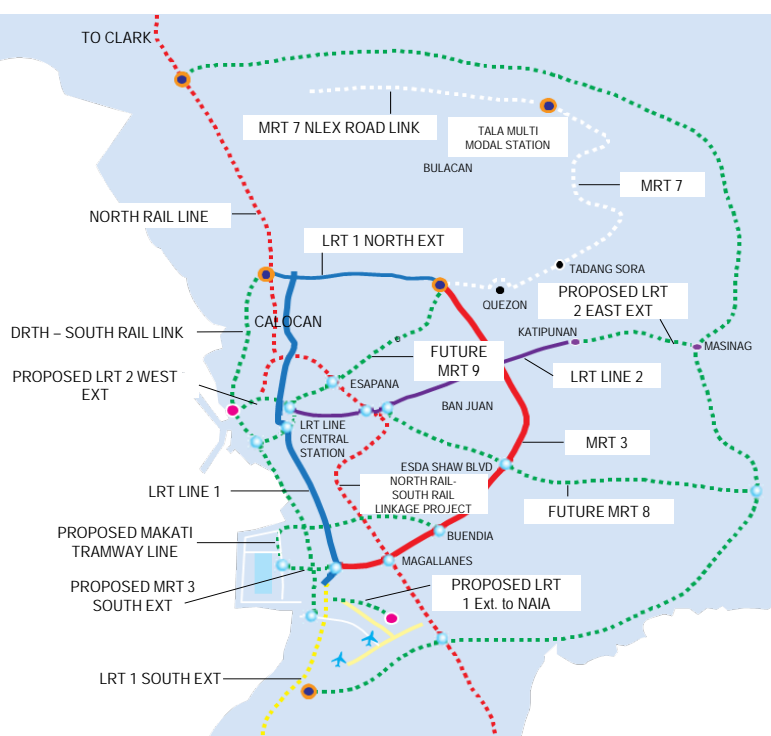 TO CLARK
MRT 7 NLEX ROAD LINK
TALA MULTI
MODAL STATION
BULACAN
MRT 7
NORTH RAIL LINE
LRT 1 NORTH EXT
TADANG SORA
QUEZON
PROPOSED LRT
2 EAST EXT
CALOCAN
DRTH – SOUTH RAIL LINK
KATIPUNAN
MASINAG
FUTURE
MRT 9
PROPOSED LRT 2 WEST
EXT
ESAPANA
LRT LINE 2
BAN JUAN
LRT LINE
CENTRAL
STATION
MRT 3
ESDA SHAW BLVD
NORTH RAIL-
SOUTH RAIL
LINKAGE PROJECT
LRT LINE 1
FUTURE MRT 8
PROPOSED MAKATI
TRAMWAY LINE
BUENDIA
MAGALLANES
PROPOSED MRT 3
SOUTH EXT
PROPOSED LRT
1 Ext. to NAIA
LRT 1 SOUTH EXT